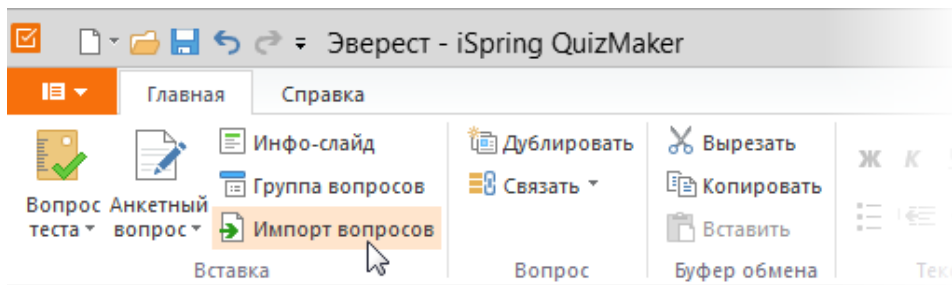 Эверест - iSpring QuizMaker
Главная Справка
Инфо-слайд Дублировать Вырезать
Ж К
Группа вопросов Связать Копировать
Вопрос теста Анкетный вопрос Импорт вопросов Вставить
Вставка Вопрос Буфер обмена